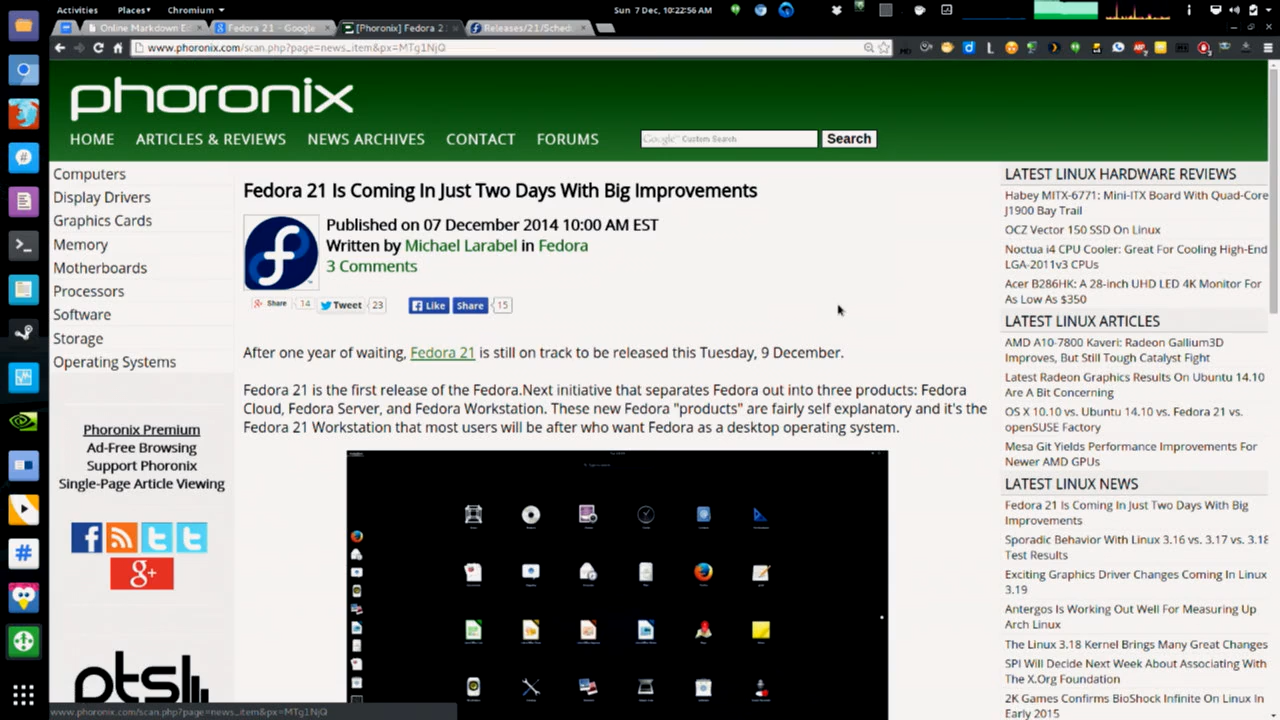 Activities
Places
Chromium
Sun 7 Dec, 10:22:56 AM
Online Markdown Ed
Fedora 21 – Google
[Phoronix] Fedora 21
Releases/21/Schedu
www.phoronix.com/scan.php?page=news_item&px=MTg1NjQ
phoronix
HOME
ARTICLES & REVIEWS
NEWS ARCHIVES
CONTACT
FORUMS
Google Custom Search
Search
Computers
Display Drivers
Graphics Cards
Memory
Motherboards
Processors
Software
Storage
Operating Systems
Phoronix Premium
Ad-Free Browsing
Support Phoronix
Single-Page Article Viewing
ptsl
Fedora 21 Is Coming In Just Two Days With Big Improvements
Published on 07 December 2014 10:00 AM EST
Written by Michael Larabel in Fedora
3 Comments
Share
14
Tweet
23
Like
Share
15
After one year of waiting, Fedora 21 is still on track to be released this Tuesday, 9 December.
Fedora 21 is the first release of the Fedora.Next initiative that separates Fedora out into three products: Fedora
Cloud, Fedora Server, and Fedora Workstation. These new Fedora "products" are fairly self explanatory and it's the
Fedora 21 Workstation that most users will be after who want Fedora as a desktop operating system.
LATEST LINUX HARDWARE REVIEWS
Habey MITX-6771: Mini-ITX Board With Quad-Core
J1900 Bay Trail
OCZ Vector 150 SSD On Linux
Noctua i4 CPU Cooler: Great For Cooling High-End
LGA-2011v3 CPUs
Acer B286HK: A 28-inch UHD LED 4K Monitor For
As Low As $350
LATEST LINUX ARTICLES
AMD A10-7800 Kaveri: Radeon Gallium3D
Improves, But Still Tough Catalyst Fight
Latest Radeon Graphics Results On Ubuntu 14.10
Are A Bit Concerning
OS X 10.10 vs. Ubuntu 14.10 vs. Fedora 21 vs.
openSUSE Factory
Mesa Git Yields Performance Improvements For
Newer AMD GPUs
LATEST LINUX NEWS
Fedora 21 Is Coming In Just Two Days With Big
Improvements
Sporadic Behavior With Linux 3.16 vs. 3.17 vs. 3.18
Test Results
Exciting Graphics Driver Changes Coming In Linux
3.19
Antergos Is Working Out Well For Measuring Up
Arch Linux
The Linux 3.18 Kernel Brings Many Great Changes
SPI Will Decide Next Week About Associating With
The X.Org Foundation
2K Games Confirms BioShock Infinite On Linux In
Early 2015
www.phoronix.com/scan.php?page=news_item&px=MTg1NjQ